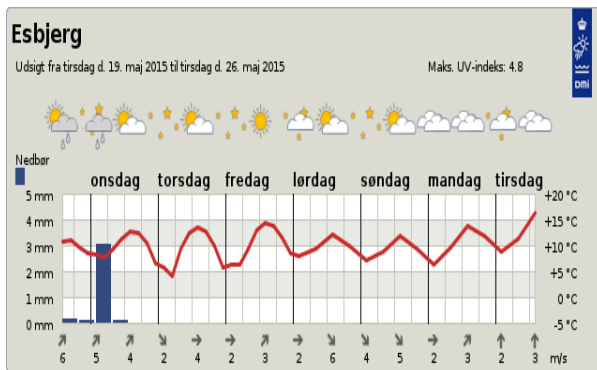 Esbjerg
Udsigt fra tirsdag d. 19. maj 2015 til tirsdag d. 26. maj 2015 Maks. UV-indeks: 4.8
DMI
Nedbør
onsdag torsdag fredag lørdag søndag mandag tirsdag
5 mm +20°C
4 mm +15°C
3 mm +10°C
2 mm +5°C
1 mm 0°C
0 mm -5°C
6 5 4 2 4 2 3 2 6 4 5 2 3 2 3 m/s